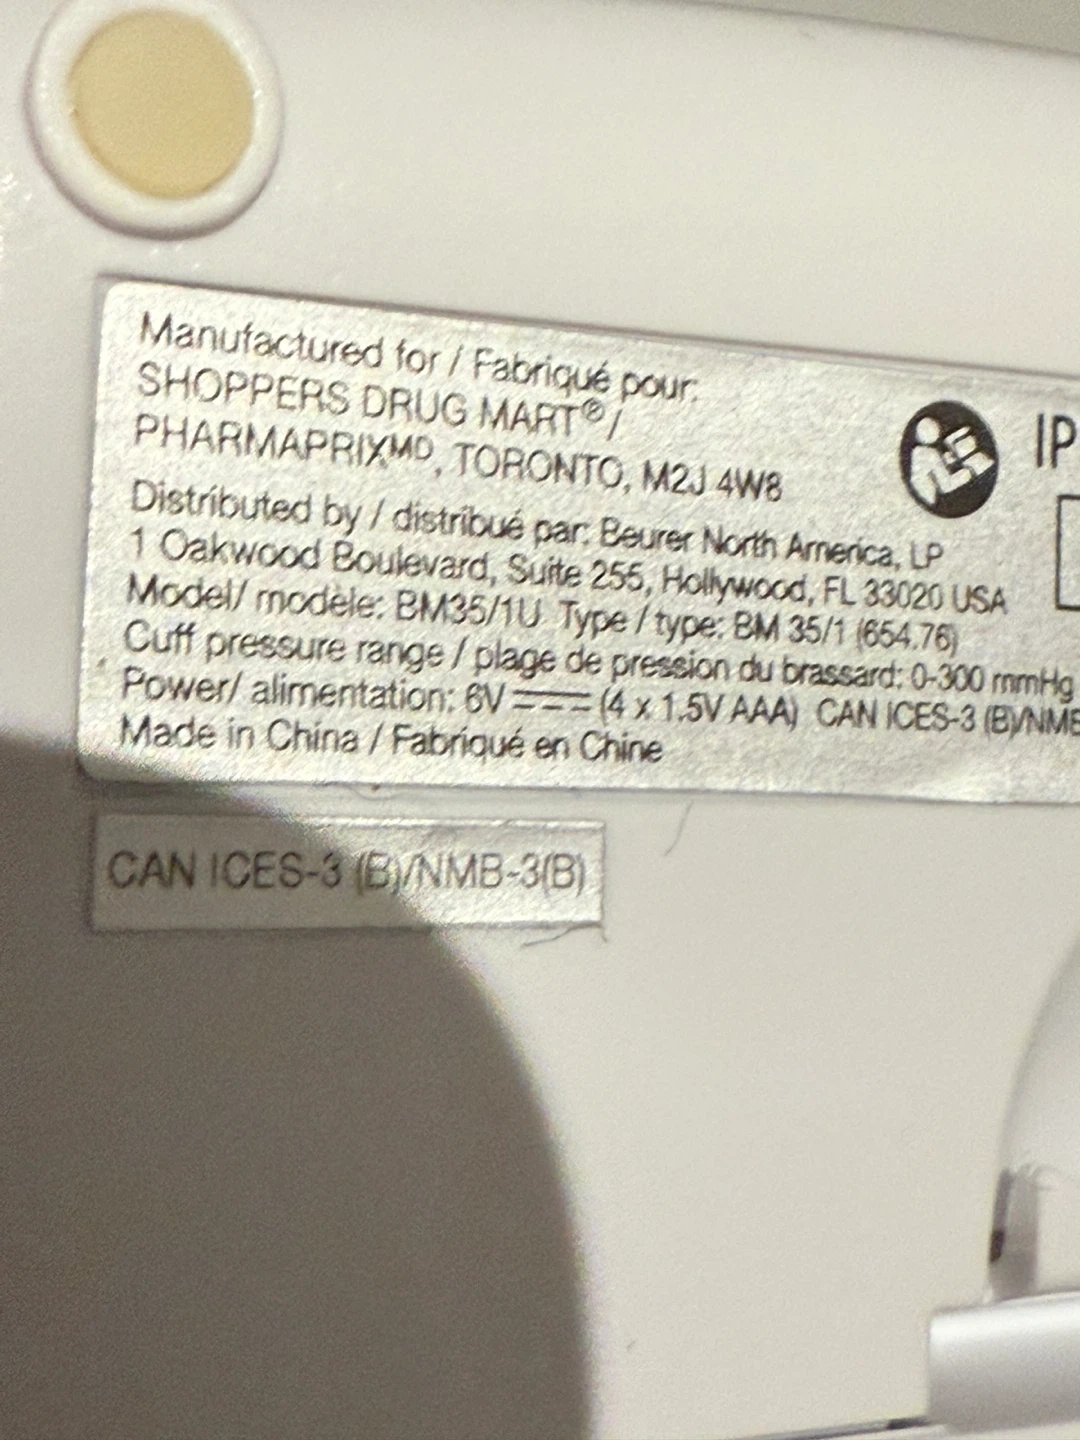 Manufactured for / Fabriqué pour:
SHOPPERS DRUG MART®/
PHARMAPRIXMD, TORONTO, M2J 4W8
Distributed by / distribué par: Beurer North America, LP
1 Oakwood Boulevard, Suite 255, Hollywood, FL 33020 USA
Model/ modèle: BM35/1U Type / type: BM 35/1 (654.76)
Cuff pressure range / plage de pression du brassard: 0-300 mmHg
Power/ alimentation: 6V (4 x 1.5V AAA) CAN ICES-3 (B)/NMB
Made in China / Fabriqué en Chine
IP
CAN ICES-3 (B)/NMB-3(B)